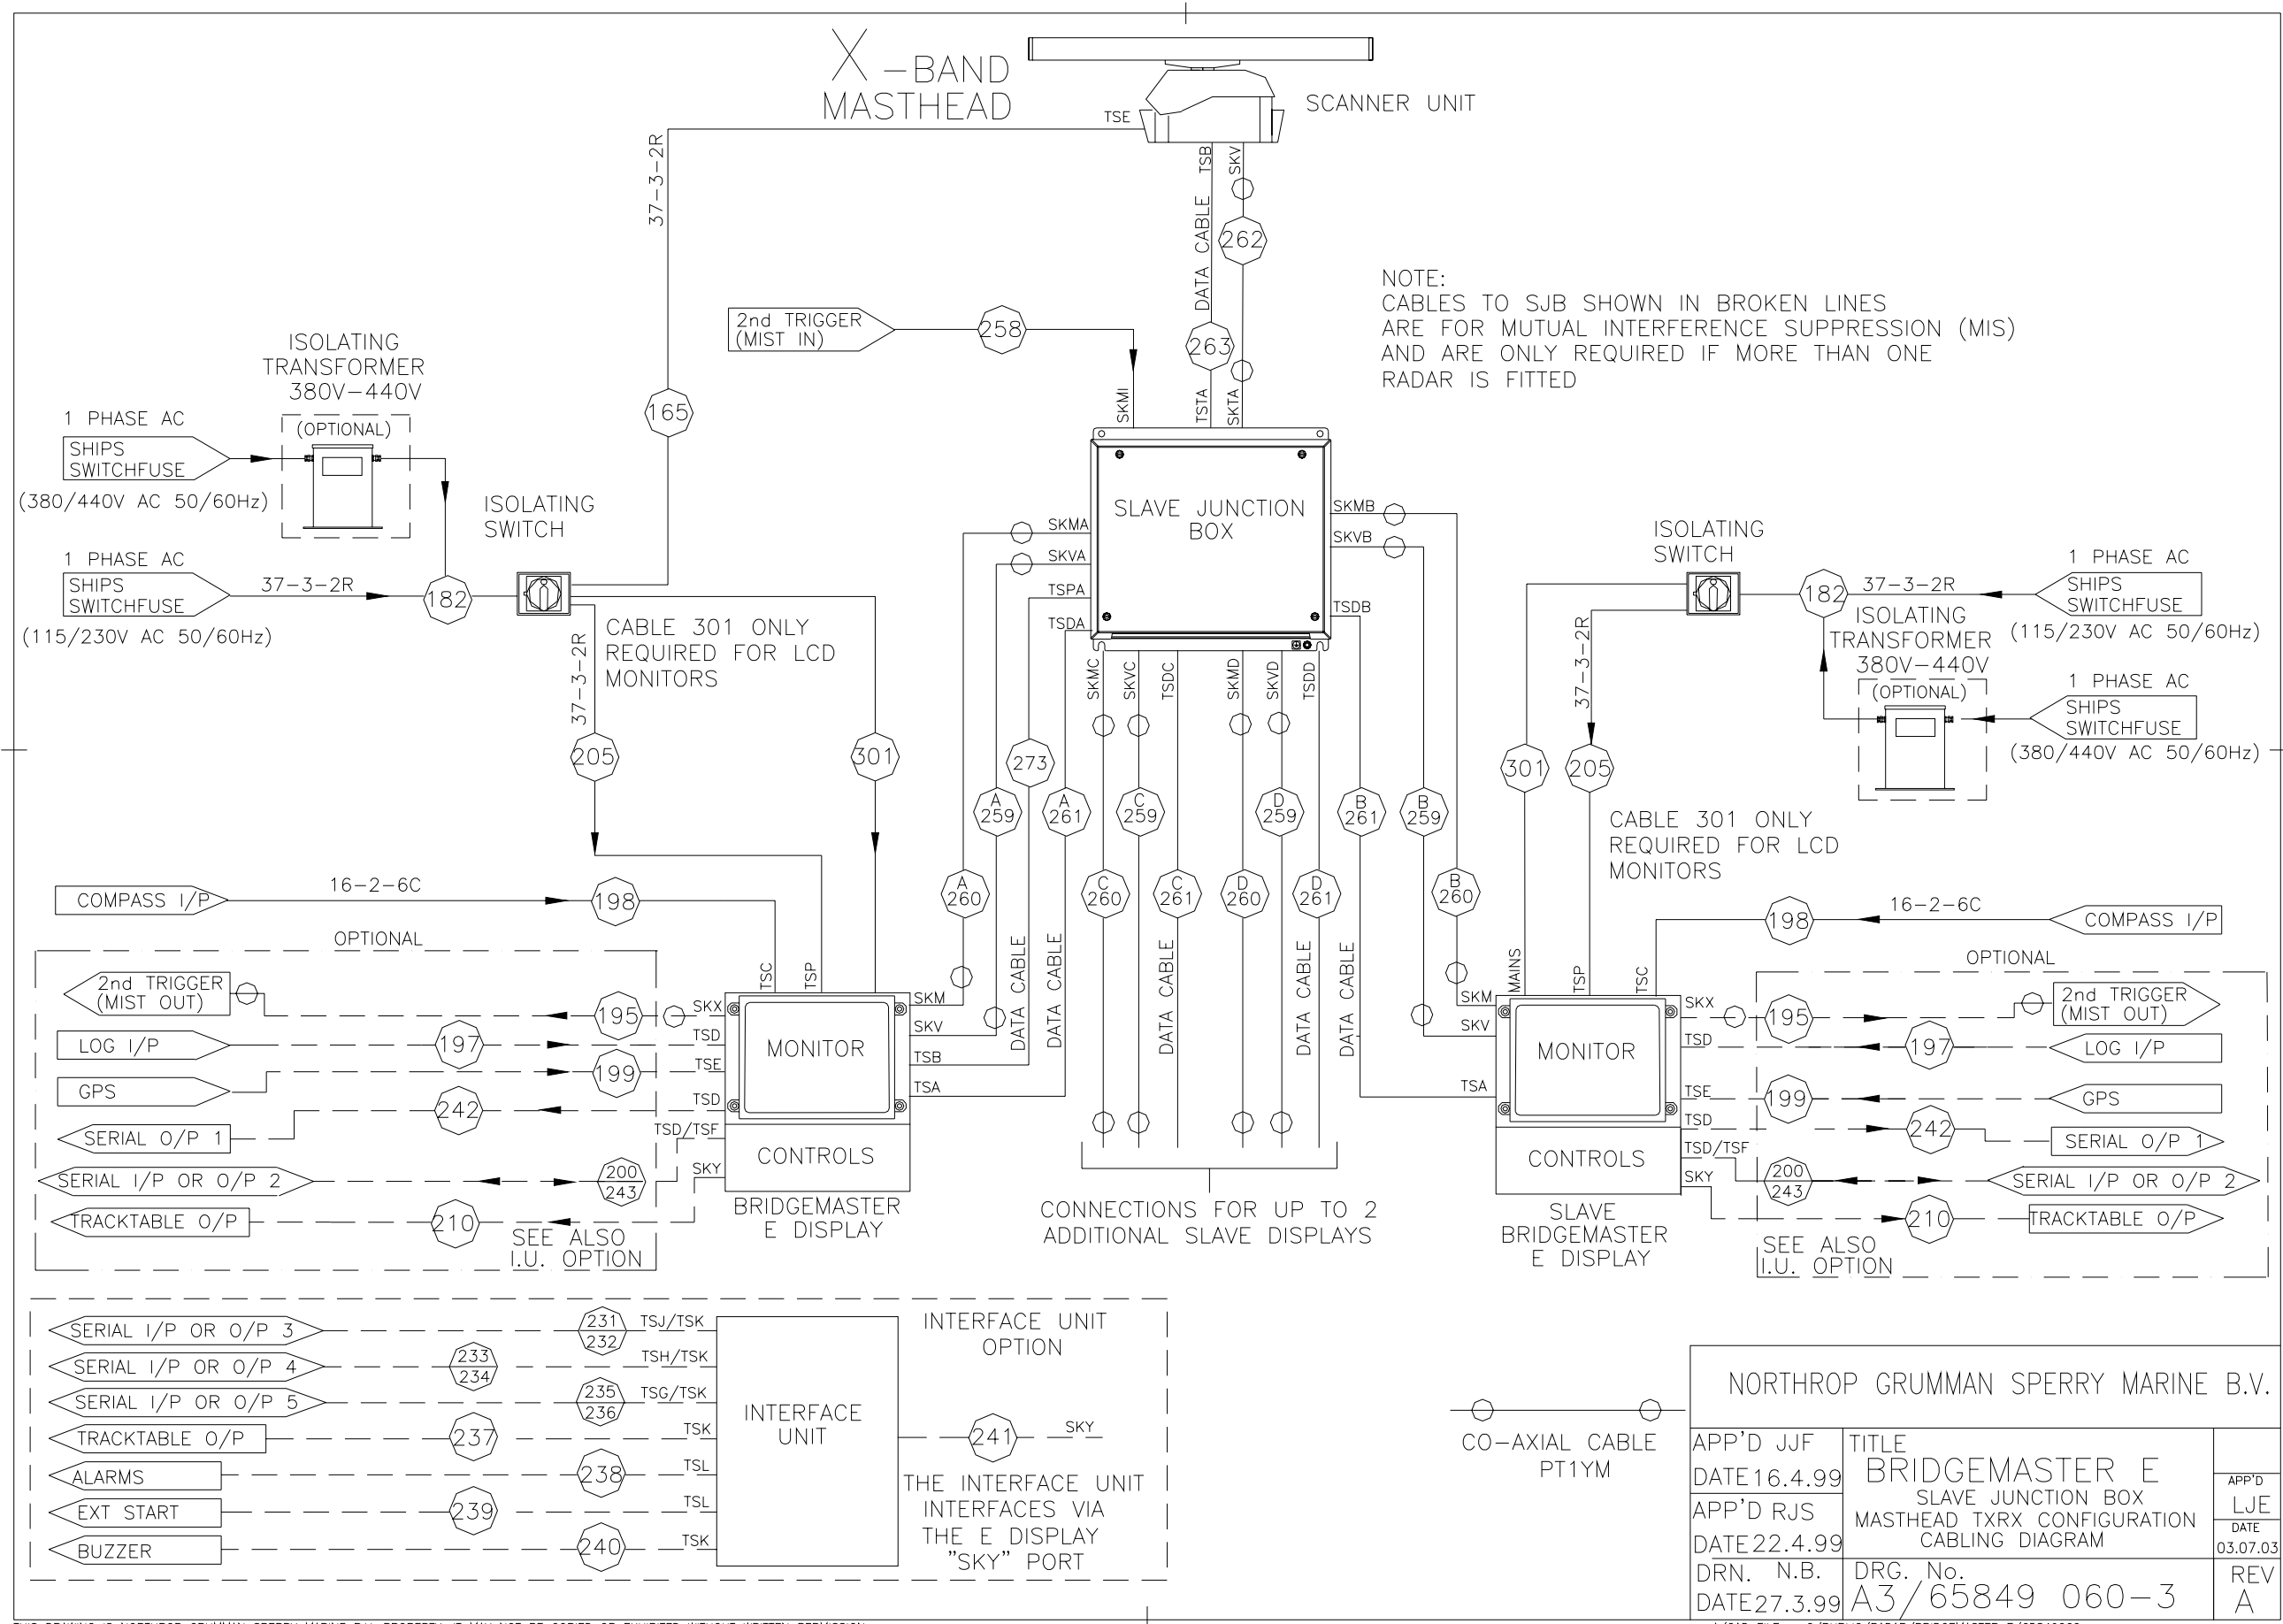 X-BAND
MASTHEAD
SCANNER UNIT
TSE
TSB
SKV
37-3-2R
DATA CABLE
262
263
NOTE:
CABLES TO SJB SHOWN IN BROKEN LINES
ARE FOR MUTUAL INTERFERENCE SUPPRESSION (MIS)
AND ARE ONLY REQUIRED IF MORE THAN ONE
RADAR IS FITTED
2nd TRIGGER
(MIST IN)
258
SKMI
TSTA
SKTA
165
ISOLATING
TRANSFORMER
380V-440V
(OPTIONAL)
1 PHASE AC
SHIPS
SWITCHFUSE
(380/440V AC 50/60Hz)
ISOLATING
SWITCH
1 PHASE AC
SHIPS
SWITCHFUSE
(115/230V AC 50/60Hz)
37-3-2R
182
37-3-2R
CABLE 301 ONLY
REQUIRED FOR LCD
MONITORS
205
301
SLAVE JUNCTION
BOX
SKMA
SKVA
TSPA
TSDA
SKMB
SKVB
TSDB
SKMC
SKVC
TSDC
SKMD
SKVD
TSDD
273
A
259
A
261
C
259
D
259
B
261
B
259
A
260
C
260
C
261
D
260
D
261
B
260
DATA CABLE
DATA CABLE
DATA CABLE
DATA CABLE
DATA CABLE
CONNECTIONS FOR UP TO 2
ADDITIONAL SLAVE DISPLAYS
ISOLATING
SWITCH
182
37-3-2R
1 PHASE AC
SHIPS
SWITCHFUSE
(115/230V AC 50/60Hz)
ISOLATING
TRANSFORMER
380V-440V
(OPTIONAL)
1 PHASE AC
SHIPS
SWITCHFUSE
(380/440V AC 50/60Hz)
37-3-2R
301
205
CABLE 301 ONLY
REQUIRED FOR LCD
MONITORS
COMPASS I/P
16-2-6C
198
OPTIONAL
2nd TRIGGER
(MIST OUT)
195
LOG I/P
197
GPS
199
SERIAL O/P 1
242
SERIAL I/P OR O/P 2
200
243
TRACKTABLE O/P
210
SEE ALSO
I.U. OPTION
TSC
TSP
SKX
TSD
TSE
TSD
TSD/TSF
SKY
MONITOR
CONTROLS
BRIDGEMASTER
E DISPLAY
SKM
SKV
TSB
TSA
SKM
SKV
TSA
MAINS
TSP
TSC
MONITOR
CONTROLS
SLAVE
BRIDGEMASTER
E DISPLAY
SKX
TSD
TSE
TSD
TSD/TSF
SKY
198
16-2-6C
COMPASS I/P
OPTIONAL
195
2nd TRIGGER
(MIST OUT)
197
LOG I/P
199
GPS
242
SERIAL O/P 1
200
243
SERIAL I/P OR O/P 2
210
TRACKTABLE O/P
SEE ALSO
I.U. OPTION
SERIAL I/P OR O/P 3
231
232
TSJ/TSK
SERIAL I/P OR O/P 4
233
234
TSH/TSK
SERIAL I/P OR O/P 5
235
236
TSG/TSK
TRACKTABLE O/P
237
TSK
ALARMS
238
TSL
EXT START
239
TSL
BUZZER
240
TSK
INTERFACE
UNIT
INTERFACE UNIT
OPTION
241
SKY
THE INTERFACE UNIT
INTERFACES VIA
THE E DISPLAY
"SKY" PORT
CO-AXIAL CABLE
PT1YM
NORTHROP GRUMMAN SPERRY MARINE B.V.
APP'D JJF
DATE 16.4.99
APP'D RJS
DATE 22.4.99
DRN. N.B.
DATE 27.3.99
TITLE
BRIDGEMASTER E
SLAVE JUNCTION BOX
MASTHEAD TXRX CONFIGURATION
CABLING DIAGRAM
DRG. No.
A3/65849 060-3
APP'D
LJE
DATE
03.07.03
REV
A